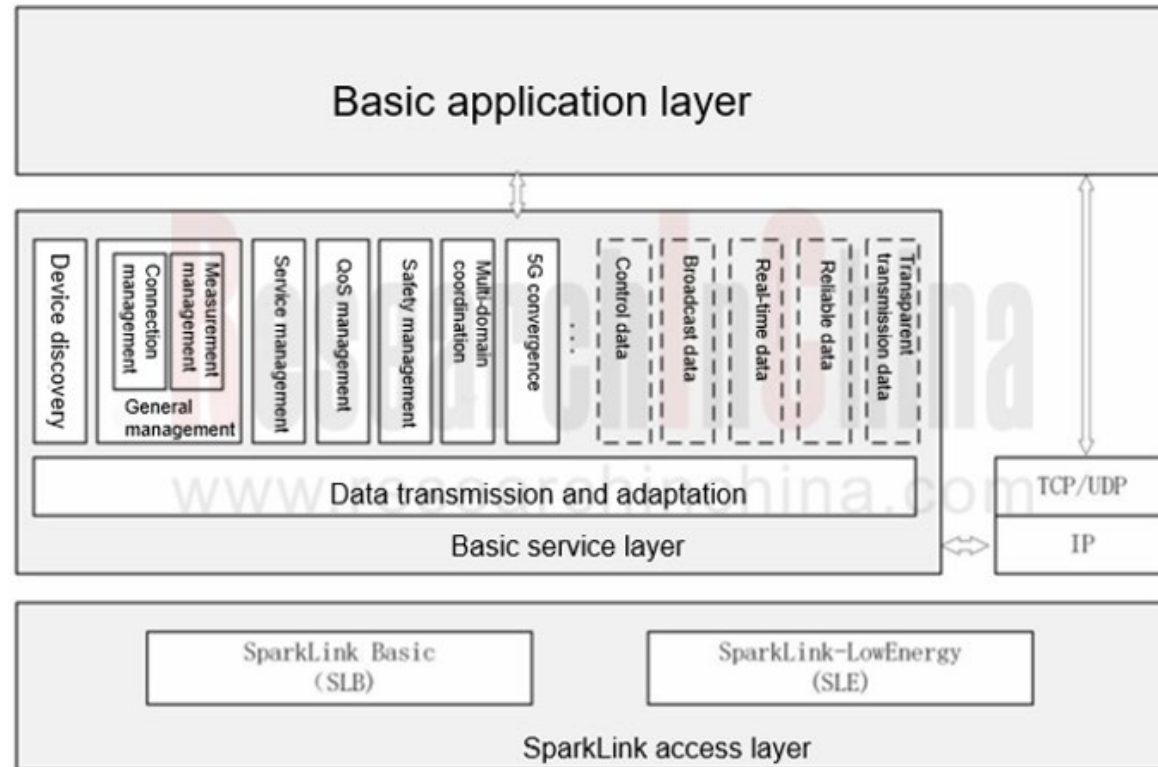 Basic application layer
Device discovery
Connection
management
Measurement
management
General
management
Service management
QoS management
Safety management
Multi-domain
coordination
5G convergence
...
Control data
Broadcast data
Real-time data
Reliable data
Transparent
transmission data
ResearchInChina
www.researchinchina.com
Data transmission and adaptation
Basic service layer
TCP/UDP
IP
SparkLink Basic
(SLB)
SparkLink-LowEnergy
(SLE)
SparkLink access layer